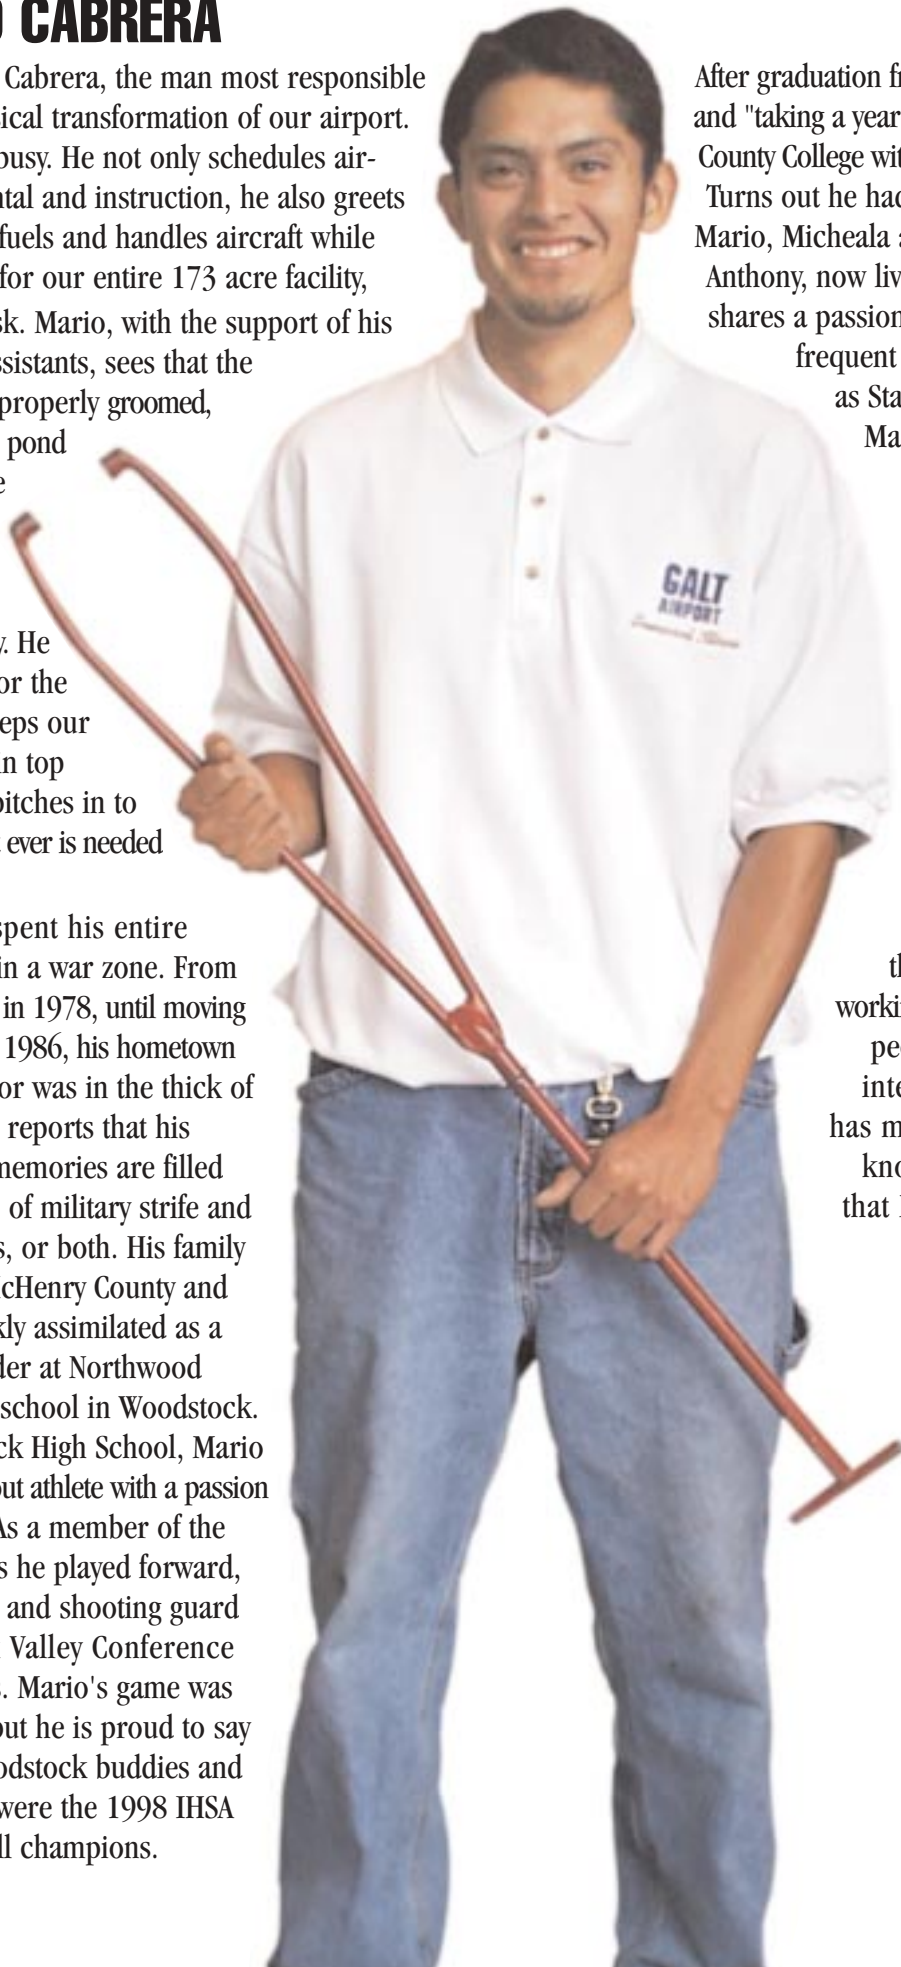 CABRERA
Cabrera, the man most responsible
ical transformation of our airport.
busy. He not only schedules air-
ntal and instruction, he also greets
fuels and handles aircraft while
for our entire 173 acre facility,
sk. Mario, with the support of his
ssistants, sees that the
properly groomed,
pond
e
y. He
or the
eeps our
in top
pitches in to
ever is needed
spent his entire
in a war zone. From
in 1978, until moving
1986, his hometown
or was in the thick of
reports that his
memories are filled
of military strife and
s, or both. His family
cHenry County and
kly assimilated as a
der at Northwood
school in Woodstock.
ck High School, Mario
out athlete with a passion
As a member of the
s he played forward,
and shooting guard
Valley Conference
s. Mario's game was
but he is proud to say
odstock buddies and
were the 1998 IHSA
ll champions.
GALT
AIRPORT
After graduation fr
and "taking a year
County College wit
Turns out he had
Mario, Micheala a
Anthony, now liv
shares a passion
frequent
as Sta
Ma
th
worki
pe
inte
has m
kno
that